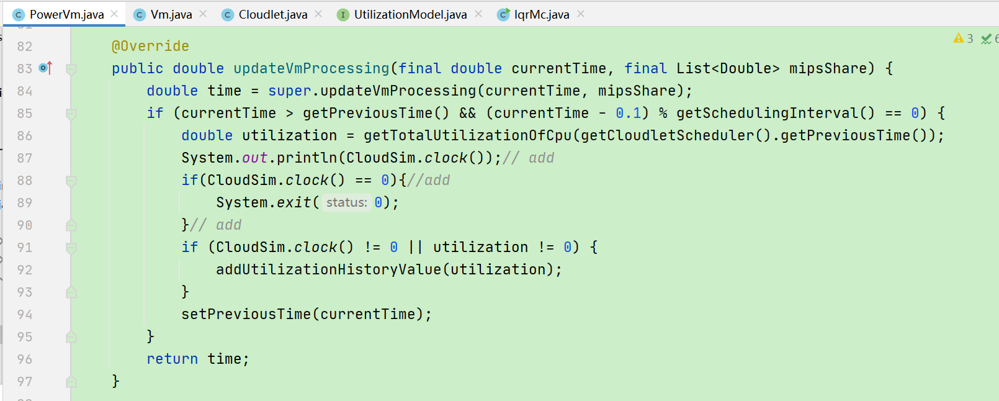 PowerVm.java Vm.java Cloudlet.java UtilizationModel.java IqrMc.java
82 @Override 3 6
83 public double updateVmProcessing(final double currentTime, final List<Double> mipsShare) {
84 double time = super.updateVmProcessing(currentTime, mipsShare);
85 if (currentTime > getPreviousTime() && (currentTime - 0.1) % getSchedulingInterval() == 0) {
86 double utilization = getTotalUtilizationOfCpu(getCloudletScheduler().getPreviousTime());
87 System.out.println(CloudSim.clock());// add
88 if(CloudSim.clock() == 0){//add
89 System.exit( status: 0);
90 }// add
91 if (CloudSim.clock() != 0 || utilization != 0) {
92 addUtilizationHistoryValue(utilization);
93 }
94 setPreviousTime(currentTime);
95 }
96 return time;
97 }